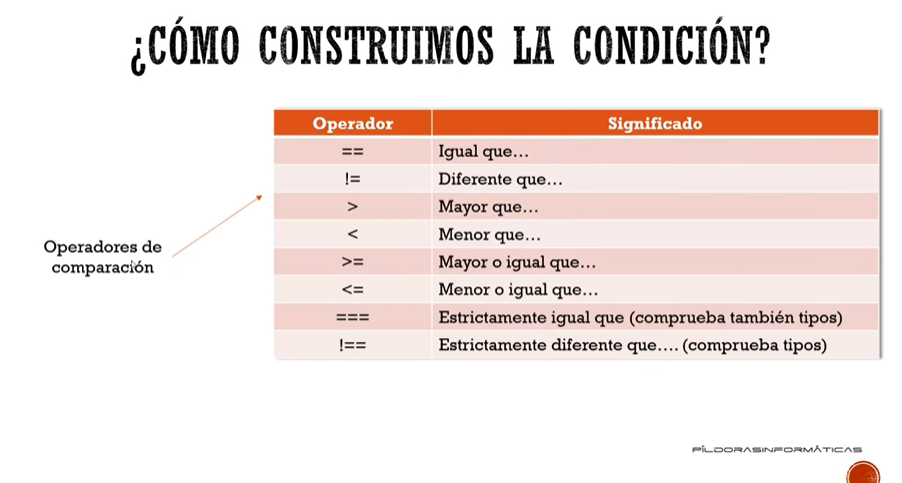 ¿CÓMO CONSTRUIMOS LA CONDICIÓN?
Operador Significado
== Igual que...
!= Diferente que...
> Mayor que...
< Menor que...
>= Mayor o igual que...
<= Menor o igual que...
=== Estrictamente igual que (comprueba también tipos)
!== Estrictamente diferente que.... (comprueba tipos)
Operadores de
comparación
PÍLDORASINFORMÁTICAS